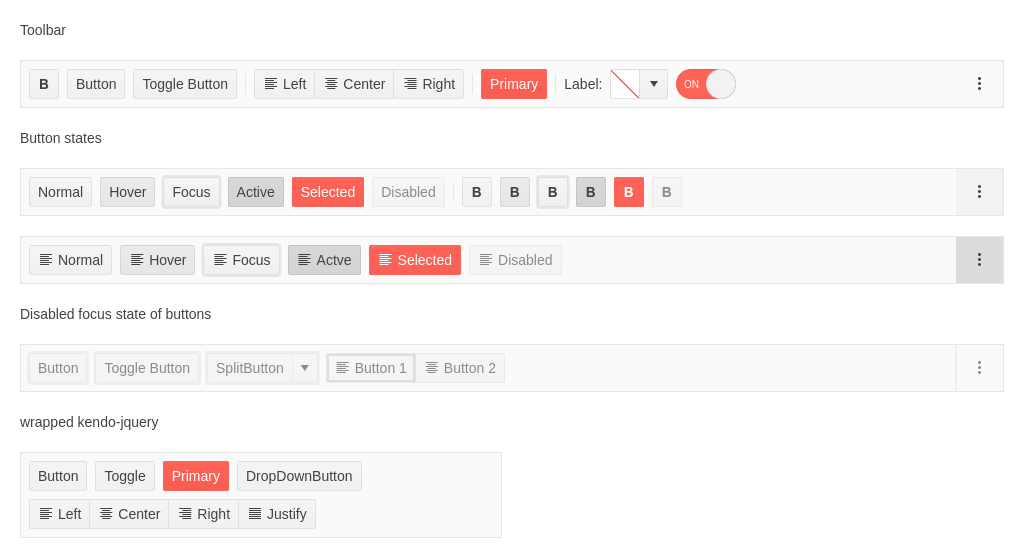 Toolbar
B Button Toggle Button Left Center Right Primary Label: ON
Button states
Normal Hover Focus Active Selected Disabled B B B B B B
Normal Hover Focus Actve Selected Disabled
Disabled focus state of buttons
Button Toggle Button SplitButton Button 1 Button 2
wrapped kendo-jquery
Button Toggle Primary DropDownButton
Left Center Right Justify